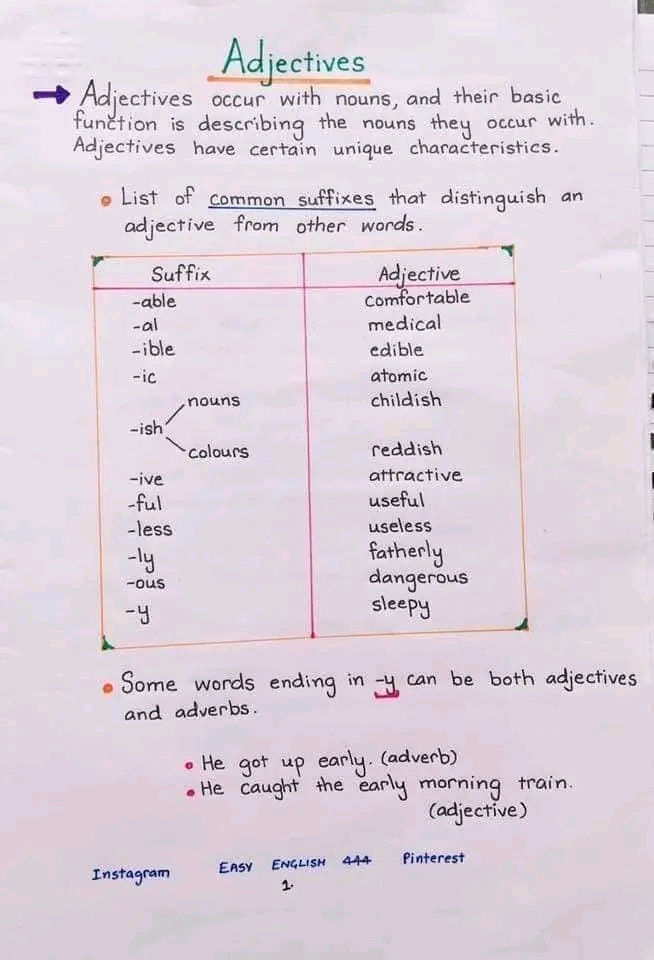 Adjectives
Adjectives occur with nouns, and their basic
function is describing the nouns they occur with.
Adjectives have certain unique characteristics.
List of common suffixes that distinguish an
adjective from other words.
Suffix Adjective
-able comfortable
-al medical
-ible edible
-ic atomic
nouns childish
-ish
colours reddish
-ive attractive
-ful useful
-less useless
-ly fatherly
-ous dangerous
-y sleepy
Some words ending in -y can be both adjectives
and adverbs.
He got up early. (adverb)
He caught the early morning train.
(adjective)
Instagram EASY ENGLISH 444 Pinterest
1.